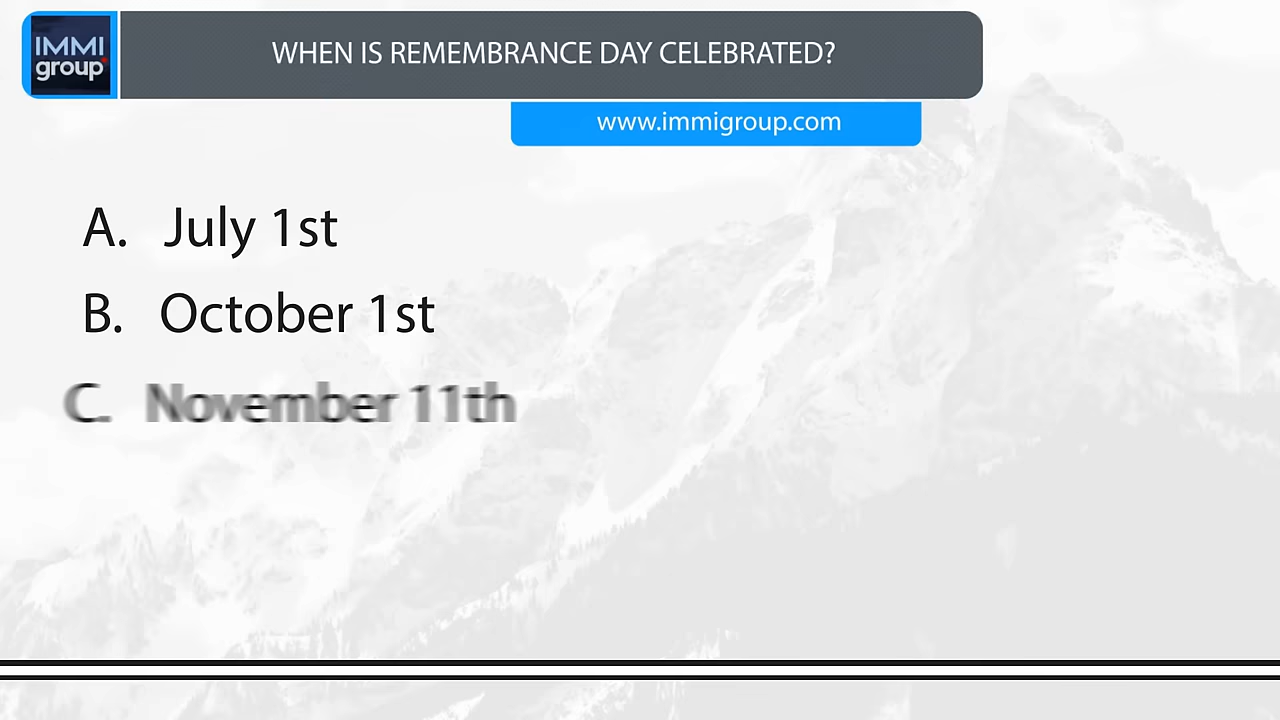 IMMI
group
WHEN IS REMEMBRANCE DAY CELEBRATED?
www.immigroup.com
A. July 1st
B. October 1st
C. November 11th